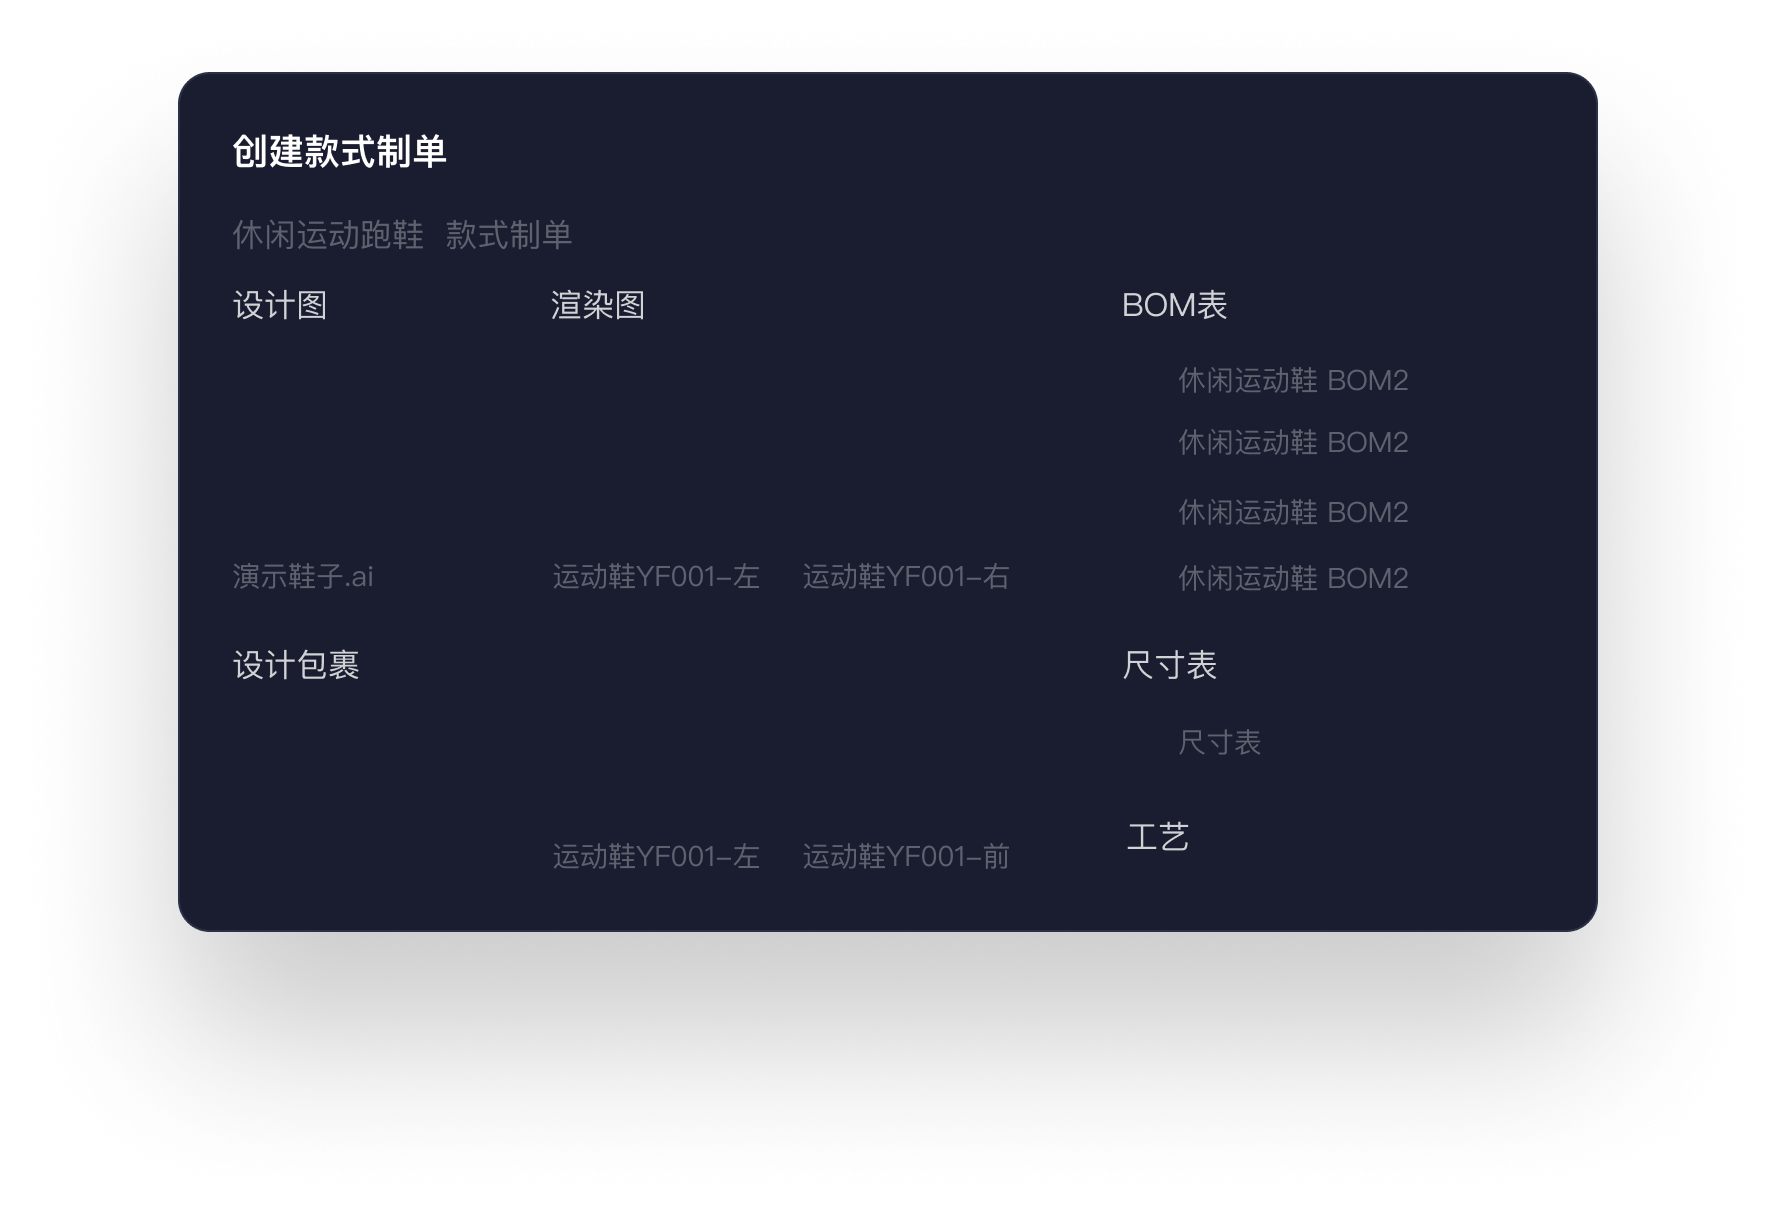 创建款式制单
休闲运动跑鞋 款式制单
设计图
渲染图
BOM表
休闲运动鞋 BOM2
休闲运动鞋 BOM2
休闲运动鞋 BOM2
休闲运动鞋 BOM2
演示鞋子.ai
运动鞋YF001-左
运动鞋YF001-右
设计包裹
尺寸表
尺寸表
工艺
运动鞋YF001-左
运动鞋YF001-前